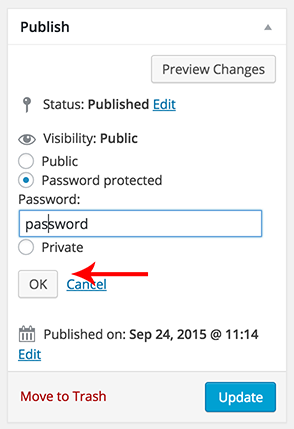 Publish
Preview Changes
Status: Published Edit
Visibility: Public
Public
Password protected
Password:
password
Private
OK Cancel
Published on: Sep 24, 2015 @ 11:14
Edit
Move to Trash Update